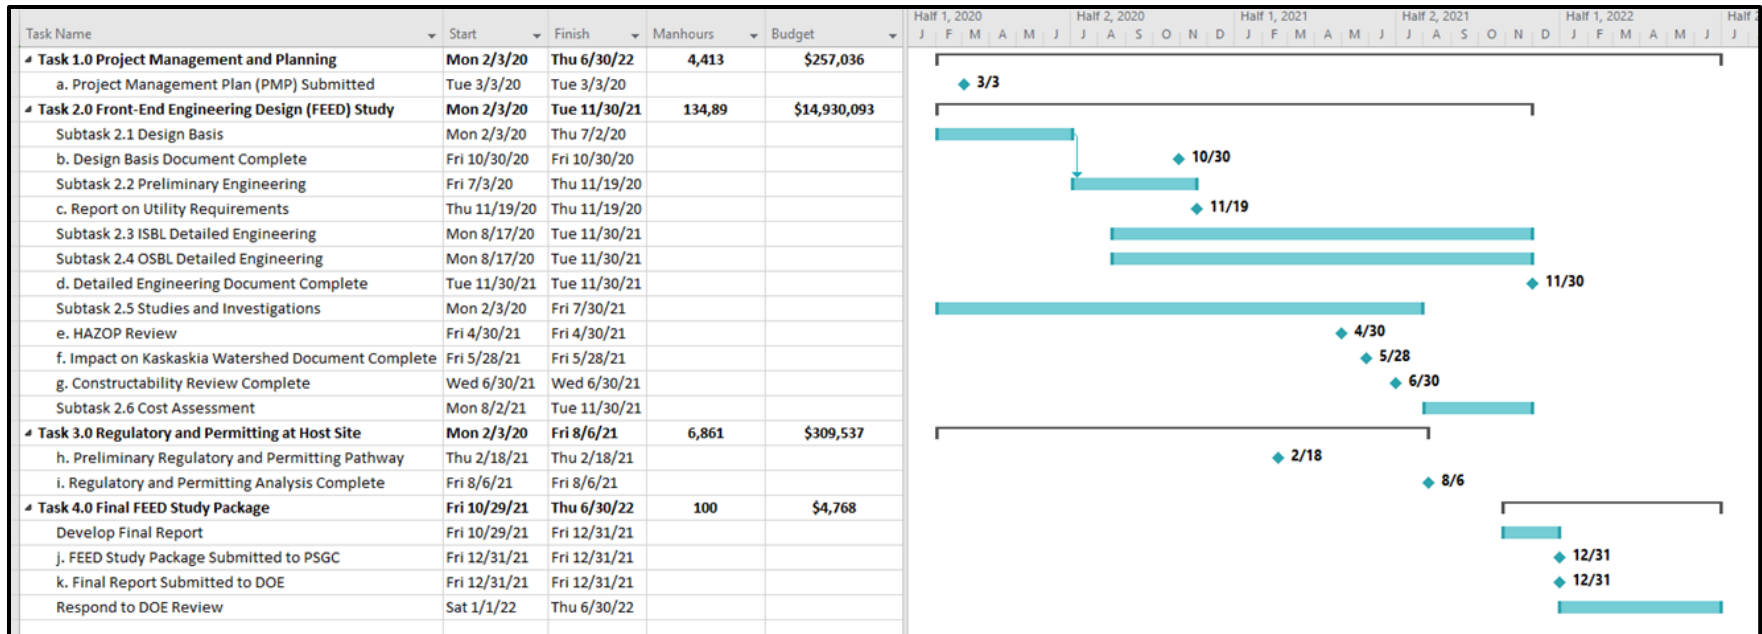 Half 1, 2020 Half 2, 2020 Half 1, 2021 Half 2, 2021 Half 1, 2022 Half 2
Task Name Start Finish Manhours Budget J F M A M J J A S O N D J F M A M J J A S O N D J F M A M J J
Task 1.0 Project Management and Planning Mon 2/3/20 Thu 6/30/22 4,413 $257,036
a. Project Management Plan (PMP) Submitted Tue 3/3/20 Tue 3/3/20 3/3
Task 2.0 Front-End Engineering Design (FEED) Study Mon 2/3/20 Tue 11/30/21 134,89 $14,930,093
Subtask 2.1 Design Basis Mon 2/3/20 Thu 7/2/20
b. Design Basis Document Complete Fri 10/30/20 Fri 10/30/20 10/30
Subtask 2.2 Preliminary Engineering Fri 7/3/20 Thu 11/19/20
c. Report on Utility Requirements Thu 11/19/20 Thu 11/19/20 11/19
Subtask 2.3 ISBL Detailed Engineering Mon 8/17/20 Tue 11/30/21
Subtask 2.4 OSBL Detailed Engineering Mon 8/17/20 Tue 11/30/21
d. Detailed Engineering Document Complete Tue 11/30/21 Tue 11/30/21 11/30
Subtask 2.5 Studies and Investigations Mon 2/3/20 Fri 7/30/21
e. HAZOP Review Fri 4/30/21 Fri 4/30/21 4/30
f. Impact on Kaskaskia Watershed Document Complete Fri 5/28/21 Fri 5/28/21 5/28
g. Constructability Review Complete Wed 6/30/21 Wed 6/30/21 6/30
Subtask 2.6 Cost Assessment Mon 8/2/21 Tue 11/30/21
Task 3.0 Regulatory and Permitting at Host Site Mon 2/3/20 Fri 8/6/21 6,861 $309,537
h. Preliminary Regulatory and Permitting Pathway Thu 2/18/21 Thu 2/18/21 2/18
i. Regulatory and Permitting Analysis Complete Fri 8/6/21 Fri 8/6/21 8/6
Task 4.0 Final FEED Study Package Fri 10/29/21 Thu 6/30/22 100 $4,768
Develop Final Report Fri 10/29/21 Fri 12/31/21
j. FEED Study Package Submitted to PSGC Fri 12/31/21 Fri 12/31/21 12/31
k. Final Report Submitted to DOE Fri 12/31/21 Fri 12/31/21 12/31
Respond to DOE Review Sat 1/1/22 Thu 6/30/22